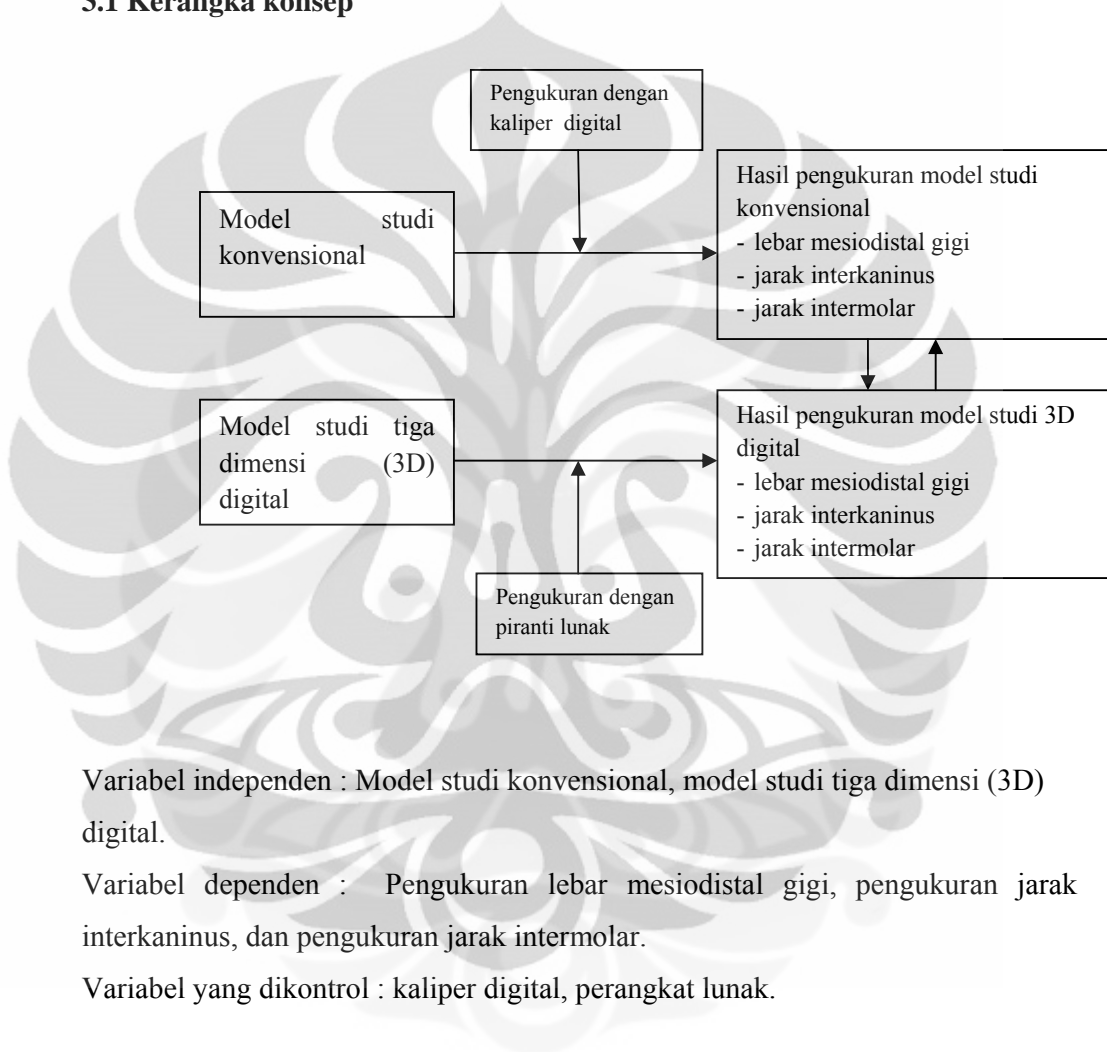 3.1 Kerangka konsep
Pengukuran dengan
kaliper digital
Model studi
konvensional
Hasil pengukuran model studi
konvensional
- lebar mesiodistal gigi
- jarak interkaninus
- jarak intermolar
Model studi tiga
dimensi (3D)
digital
Hasil pengukuran model studi 3D
digital
- lebar mesiodistal gigi
- jarak interkaninus
- jarak intermolar
Pengukuran dengan
piranti lunak
Variabel independen : Model studi konvensional, model studi tiga dimensi (3D)
digital.
Variabel dependen : Pengukuran lebar mesiodistal gigi, pengukuran jarak
interkaninus, dan pengukuran jarak intermolar.
Variabel yang dikontrol : kaliper digital, perangkat lunak.